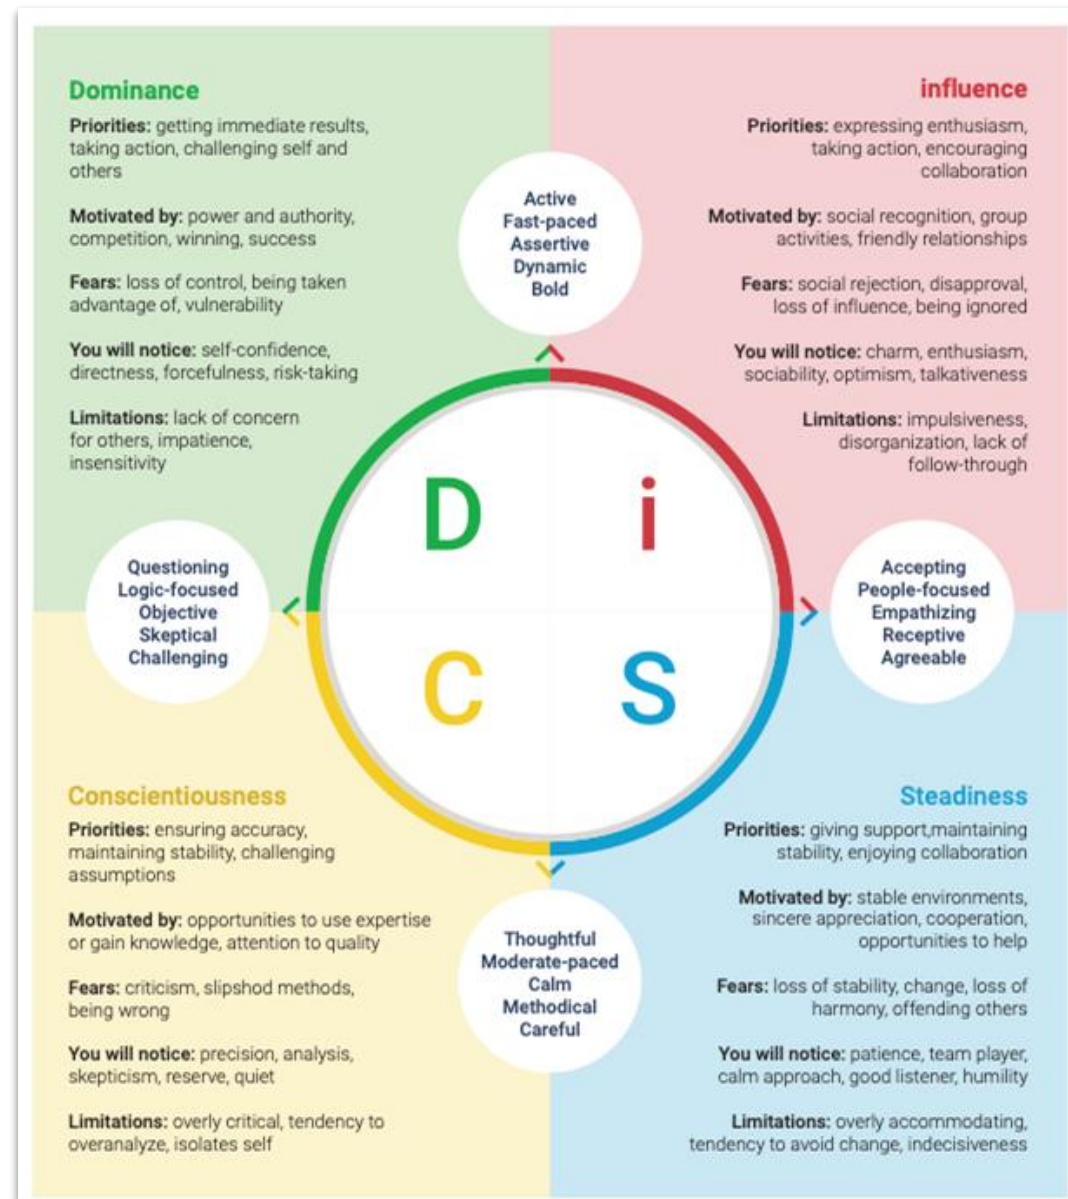 Dominance
Priorities: getting immediate results,
taking action, challenging self and
others
Motivated by: power and authority,
competition, winning, success
Fears: loss of control, being taken
advantage of, vulnerability
You will notice: self-confidence,
directness, forcefulness, risk-taking
Limitations: lack of concern
for others, impatience,
insensitivity
influence
Priorities: expressing enthusiasm,
taking action, encouraging
collaboration
Motivated by: social recognition, group
activities, friendly relationships
Fears: social rejection, disapproval,
loss of influence, being ignored
You will notice: charm, enthusiasm,
sociability, optimism, talkativeness
Limitations: impulsiveness,
disorganization, lack of
follow-through
Active
Fast-paced
Assertive
Dynamic
Bold
D i
Questioning
Logic-focused
Objective
Skeptical
Challenging
Accepting
People-focused
Empathizing
Receptive
Agreeable
C S
Conscientiousness
Priorities: ensuring accuracy,
maintaining stability, challenging
assumptions
Motivated by: opportunities to use expertise
or gain knowledge, attention to quality
Fears: criticism, slipshod methods,
being wrong
You will notice: precision, analysis,
skepticism, reserve, quiet
Limitations: overly critical, tendency to
overanalyze, isolates self
Thoughtful
Moderate-paced
Calm
Methodical
Careful
Steadiness
Priorities: giving support,maintaining
stability, enjoying collaboration
Motivated by: stable environments,
sincere appreciation, cooperation,
opportunities to help
Fears: loss of stability, change, loss of
harmony, offending others
You will notice: patience, team player,
calm approach, good listener, humility
Limitations: overly accommodating,
tendency to avoid change, indecisiveness